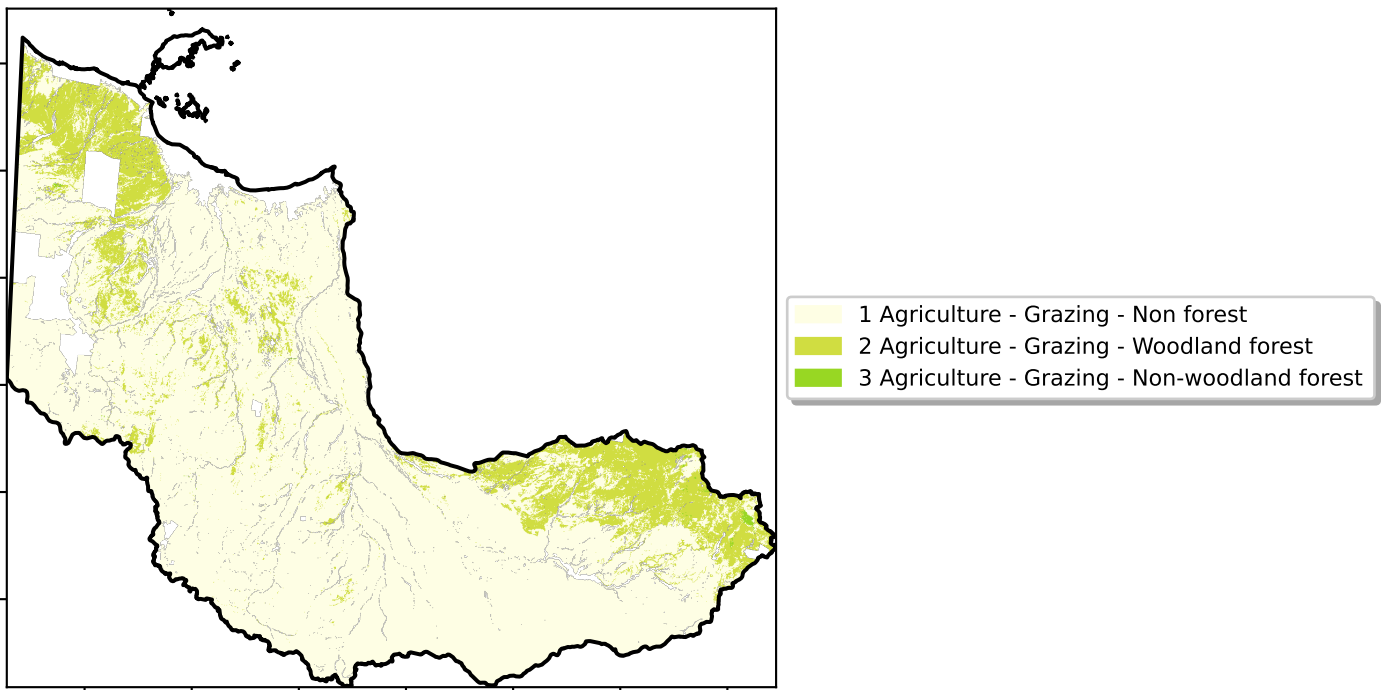 1 Agriculture - Grazing - Non forest
2 Agriculture - Grazing - Woodland forest
3 Agriculture - Grazing - Non-woodland forest